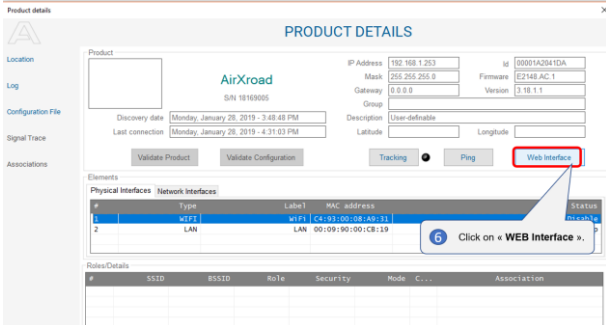 Product details
PRODUCT DETAILS
Location
Log
Configuration File
Signal Trace
Associations
Product
AirXroad
S/N 18169005
Discovery date Monday, January 28, 2019 - 3:48:48 PM
Last connection Monday, January 28, 2019 - 4:31:03 PM
IP Address 192.168.1.253
Mask 255.255.255.0
Gateway 0.0.0.0
Group
Description User-definable
Latitude
Longitude
Id 00001A2041DA
Firmware E2148.AC.1
Version 3.18.1.1
Validate Product
Validate Configuration
Tracking
Ping
Web Interface
Elements
Physical Interfaces Network Interfaces
# Type Label MAC address Status
1 WIFI WiFi C4:93:00:08:A9:31 Disable
2 LAN LAN 00:09:90:00:CB:19
6 Click on « WEB Interface ».
Roles/Details
# SSID BSSID Role Security Mode C... Association